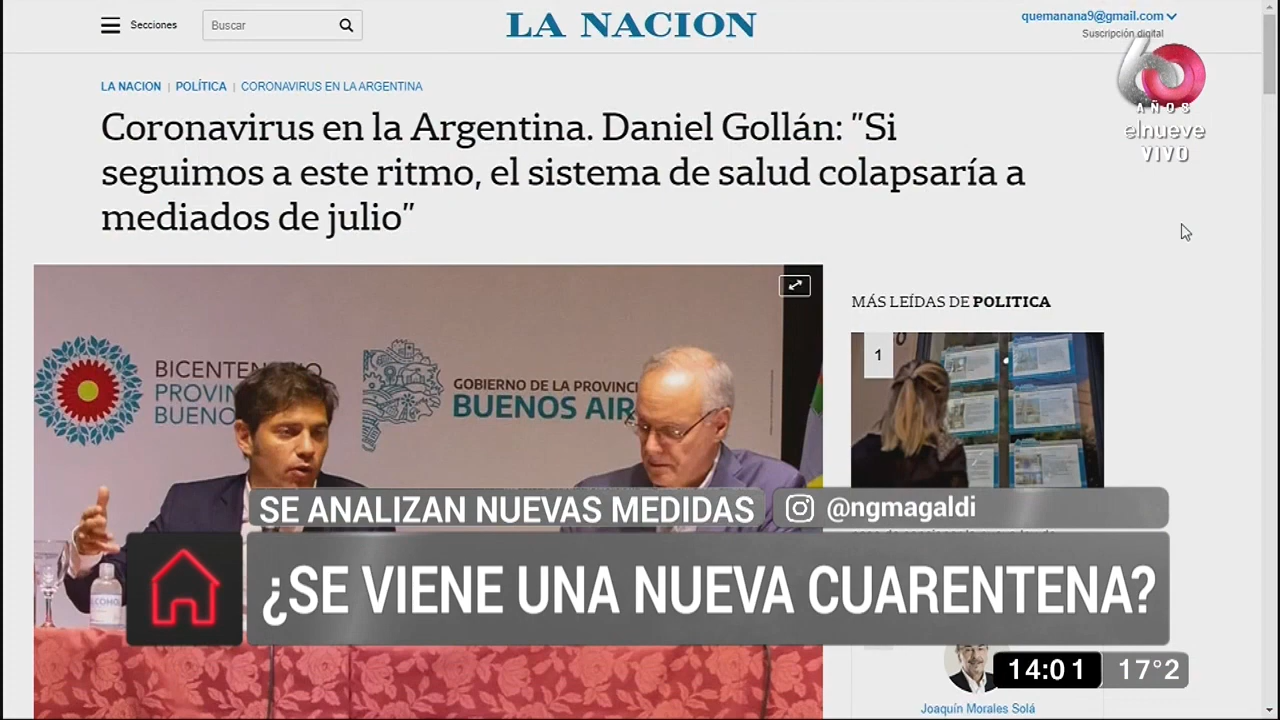 Secciones
Buscar
LA NACION
quemanana9@gmail.com
Suscripción digital
60
AÑOS
elnueve
VIVO
LA NACION | POLÍTICA | CORONAVIRUS EN LA ARGENTINA
Coronavirus en la Argentina. Daniel Gollán: "Si
seguimos a este ritmo, el sistema de salud colapsaría a
mediados de julio"
MÁS LEÍDAS DE POLITICA
1
BICENTENARIO
PROVIN
BUENO
GOBIERNO DE LA PROVINCI
BUENOS AIR
SE ANALIZAN NUEVAS MEDIDAS
@ngmagaldi
¿SE VIENE UNA NUEVA CUARENTENA?
14:01
17°2
Joaquín Morales Solá